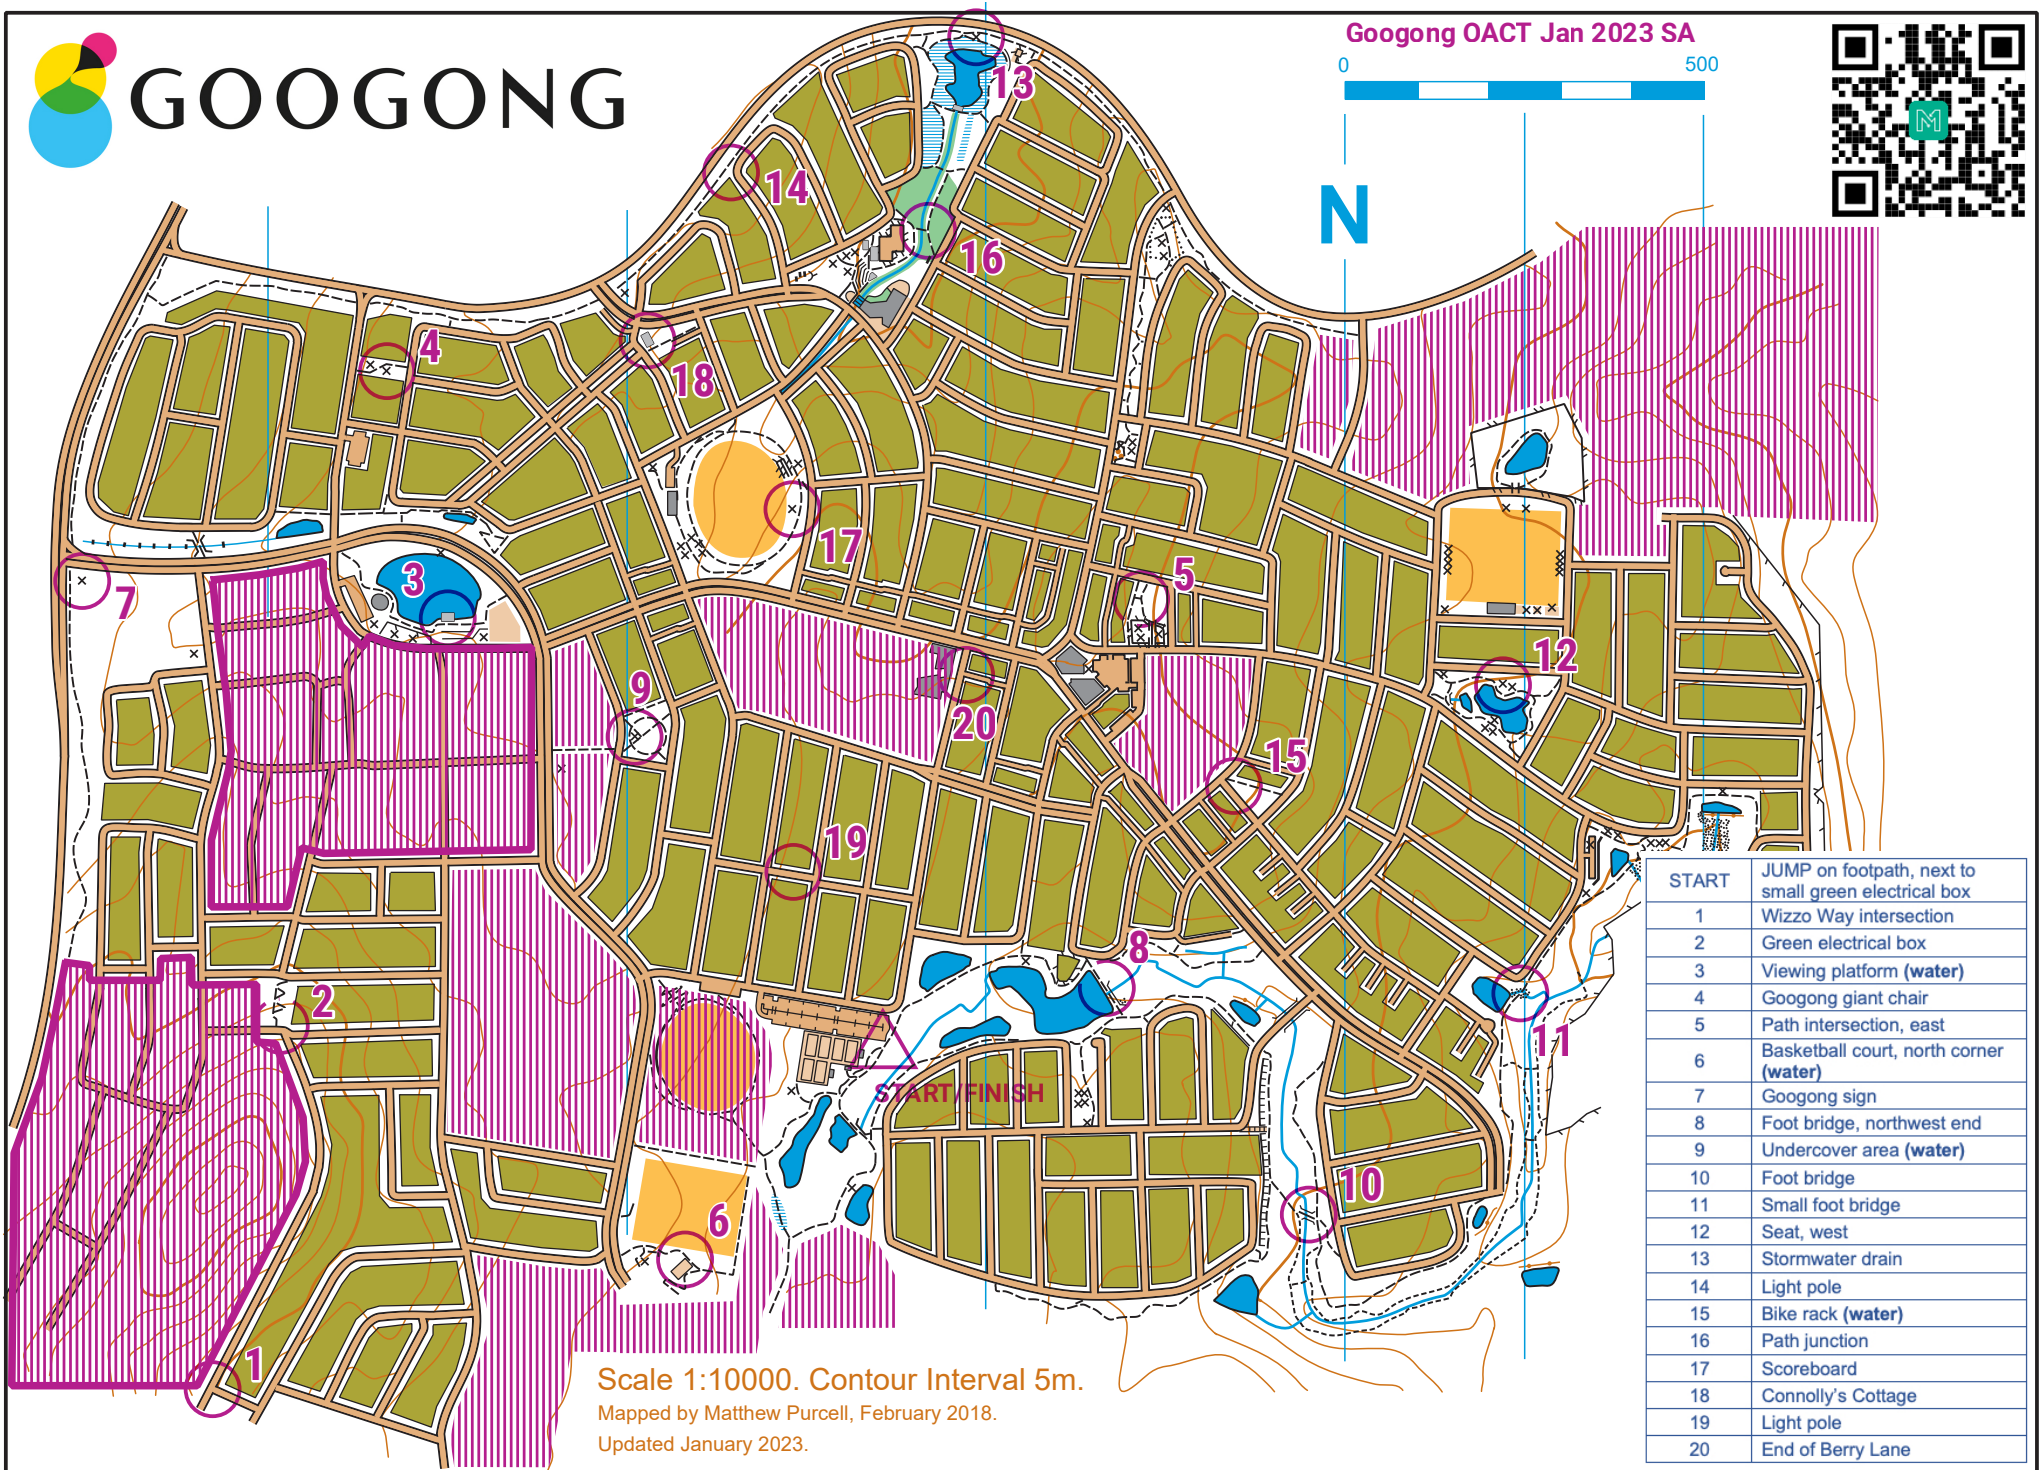 GOOGONG
Googong OACT Jan 2023 SA
0 500
N
13
14
16
4
18
17
3
5
7
12
9
20
15
19
8
2
11
START/FINISH
10
6
1
Scale 1:10000. Contour Interval 5m.
Mapped by Matthew Purcell, February 2018.
Updated January 2023.
START JUMP on footpath, next to
small green electrical box
1 Wizzo Way intersection
2 Green electrical box
3 Viewing platform (water)
4 Googong giant chair
5 Path intersection, east
6 Basketball court, north corner
(water)
7 Googong sign
8 Foot bridge, northwest end
9 Undercover area (water)
10 Foot bridge
11 Small foot bridge
12 Seat, west
13 Stormwater drain
14 Light pole
15 Bike rack (water)
16 Path junction
17 Scoreboard
18 Connolly's Cottage
19 Light pole
20 End of Berry Lane